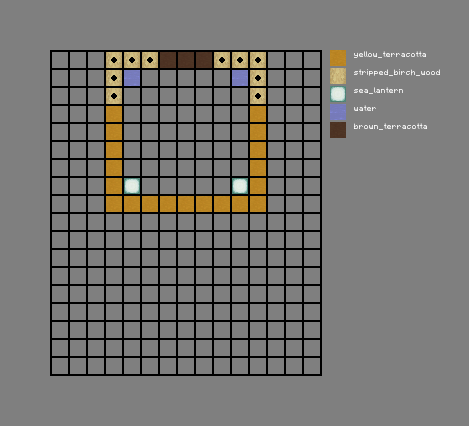 yellow_terracotta
stripped_birch_wood
sea_lantern
water
brown_terracotta